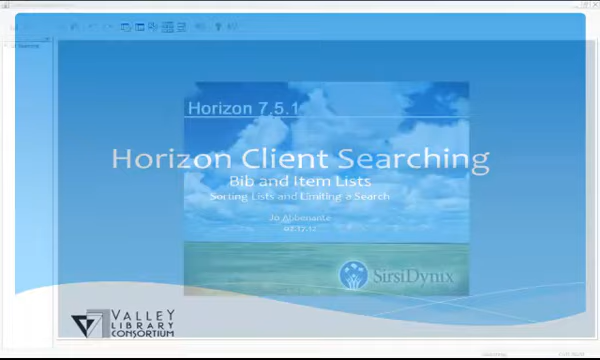 Horizon 7.5.1
Horizon Client Searching
Bib and Item Lists
Sorting Lists and Limiting a Search
Jo Abbenante
SirsiDynix
VALLEY
LIBRARY
CONSORTIUM